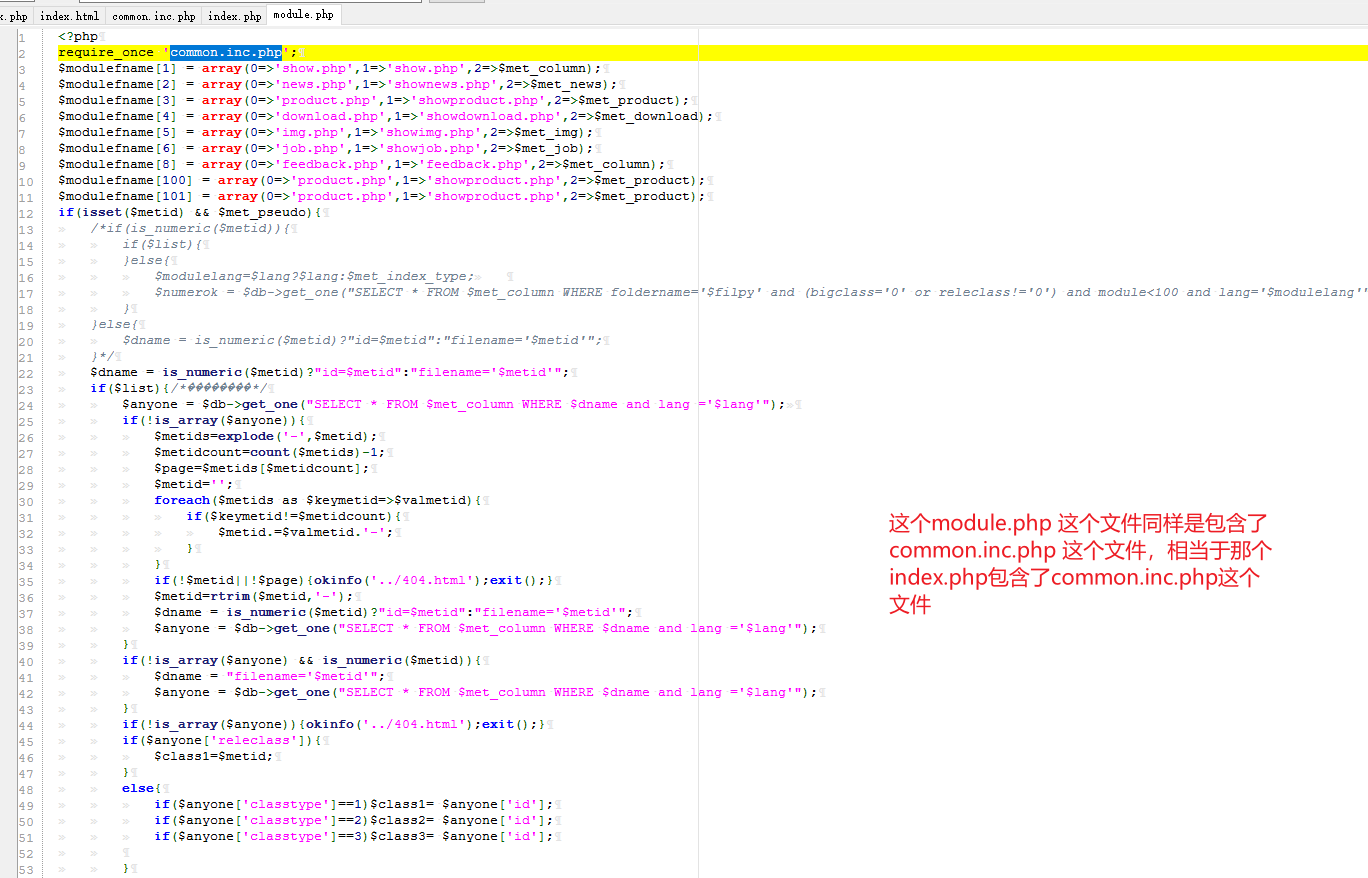 x.php index.html common.inc.php index.php module.php
1 <?php
2 require_once 'common.inc.php';
3 $modulefname[1] = array(0=>'show.php',1=>'show.php',2=>$met_column);
4 $modulefname[2] = array(0=>'news.php',1=>'shownews.php',2=>$met_news);
5 $modulefname[3] = array(0=>'product.php',1=>'showproduct.php',2=>$met_product);
6 $modulefname[4] = array(0=>'download.php',1=>'showdownload.php',2=>$met_download);
7 $modulefname[5] = array(0=>'img.php',1=>'showimg.php',2=>$met_img);
8 $modulefname[6] = array(0=>'job.php',1=>'showjob.php',2=>$met_job);
9 $modulefname[8] = array(0=>'feedback.php',1=>'feedback.php',2=>$met_column);
10 $modulefname[100] = array(0=>'product.php',1=>'showproduct.php',2=>$met_product);
11 $modulefname[101] = array(0=>'product.php',1=>'showproduct.php',2=>$met_product);
12 if(isset($metid) && $met_pseudo){
13 /*if(is_numeric($metid)){
14 if($list){
15 }else{
16 $modulelang=$lang?$lang:$met_index_type;
17 $numerok = $db->get_one("SELECT * FROM $met_column WHERE foldername='$filpy' and (bigclass='0' or releclass!='0') and module<100 and lang='$modulelang'"
18 }
19 }else{
20 $dname = is_numeric($metid)?"id=$metid":"filename='$metid'";
21 }*/
22 $dname = is_numeric($metid)?"id=$metid":"filename='$metid'";
23 if($list){/*���������*/
24 $anyone = $db->get_one("SELECT * FROM $met_column WHERE $dname and lang ='$lang'");
25 if(!is_array($anyone)){
26 $metids=explode('-',$metid);
27 $metidcount=count($metids)-1;
28 $page=$metids[$metidcount];
29 $metid='';
30 foreach($metids as $keymetid=>$valmetid){
31 if($keymetid!=$metidcount){
32 $metid.=$valmetid.'-';
33 }
34 }
35 if(!$metid||!$page){okinfo('../404.html');exit();}
36 $metid=rtrim($metid,'-');
37 $dname = is_numeric($metid)?"id=$metid":"filename='$metid'";
38 $anyone = $db->get_one("SELECT * FROM $met_column WHERE $dname and lang ='$lang'");
39 }
40 if(!is_array($anyone) && is_numeric($metid)){
41 $dname = "filename='$metid'";
42 $anyone = $db->get_one("SELECT * FROM $met_column WHERE $dname and lang ='$lang'");
43 }
44 if(!is_array($anyone)){okinfo('../404.html');exit();}
45 if($anyone['releclass']){
46 $class1=$metid;
47 }
48 else{
49 if($anyone['classtype']==1)$class1= $anyone['id'];
50 if($anyone['classtype']==2)$class2= $anyone['id'];
51 if($anyone['classtype']==3)$class3= $anyone['id'];
52
53 }
这个module.php 这个文件同样是包含了
common.inc.php 这个文件，相当于那个
index.php包含了common.inc.php这个
文件